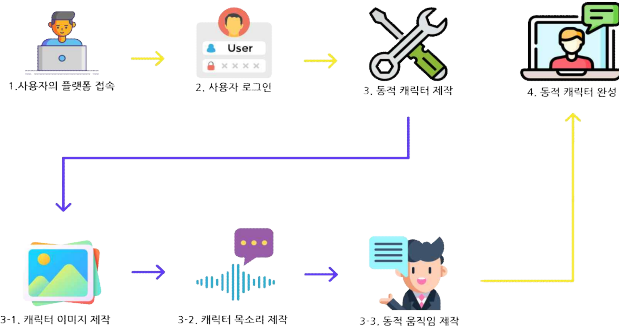 1.사용자의 플랫폼 접속
User
××××
2. 사용자 로그인
3. 동적 캐릭터 제작
4. 동적 캐릭터 완성
3-1. 캐릭터 이미지 제작
3-2. 캐릭터 목소리 제작
3-3. 동적 움직임 제작